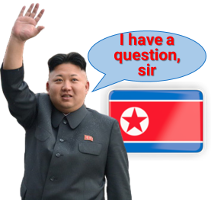 I have a
question,
sir